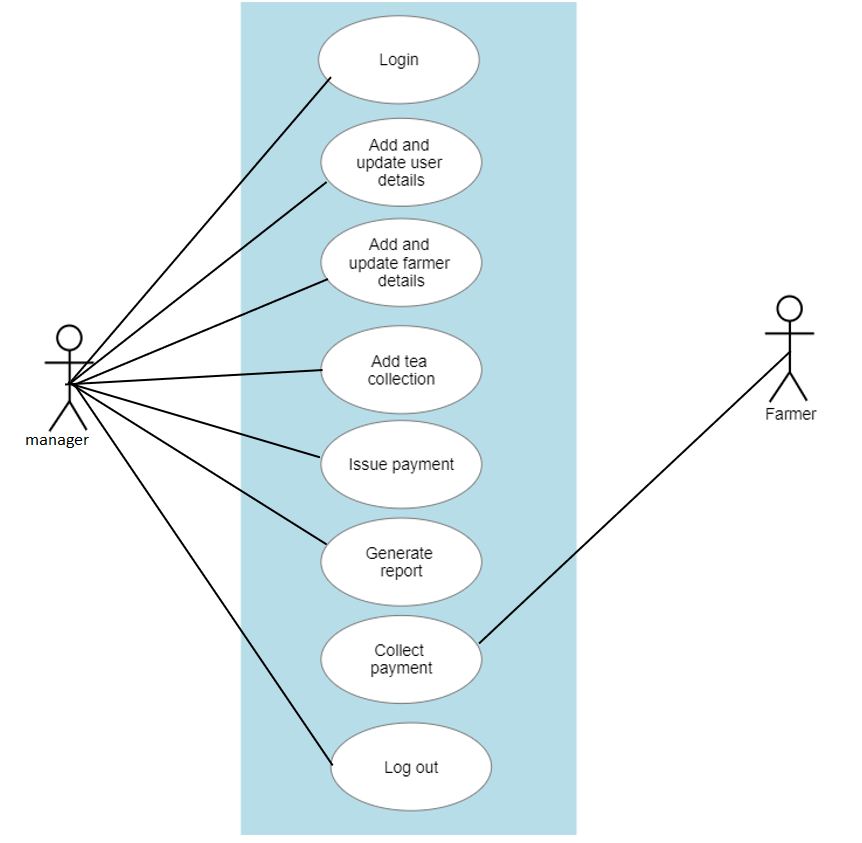 Login
Add and
update user
details
Add and
update farmer
details
Add tea
collection
manager
Farmer
Issue payment
Generate
report
Collect
payment
Log out